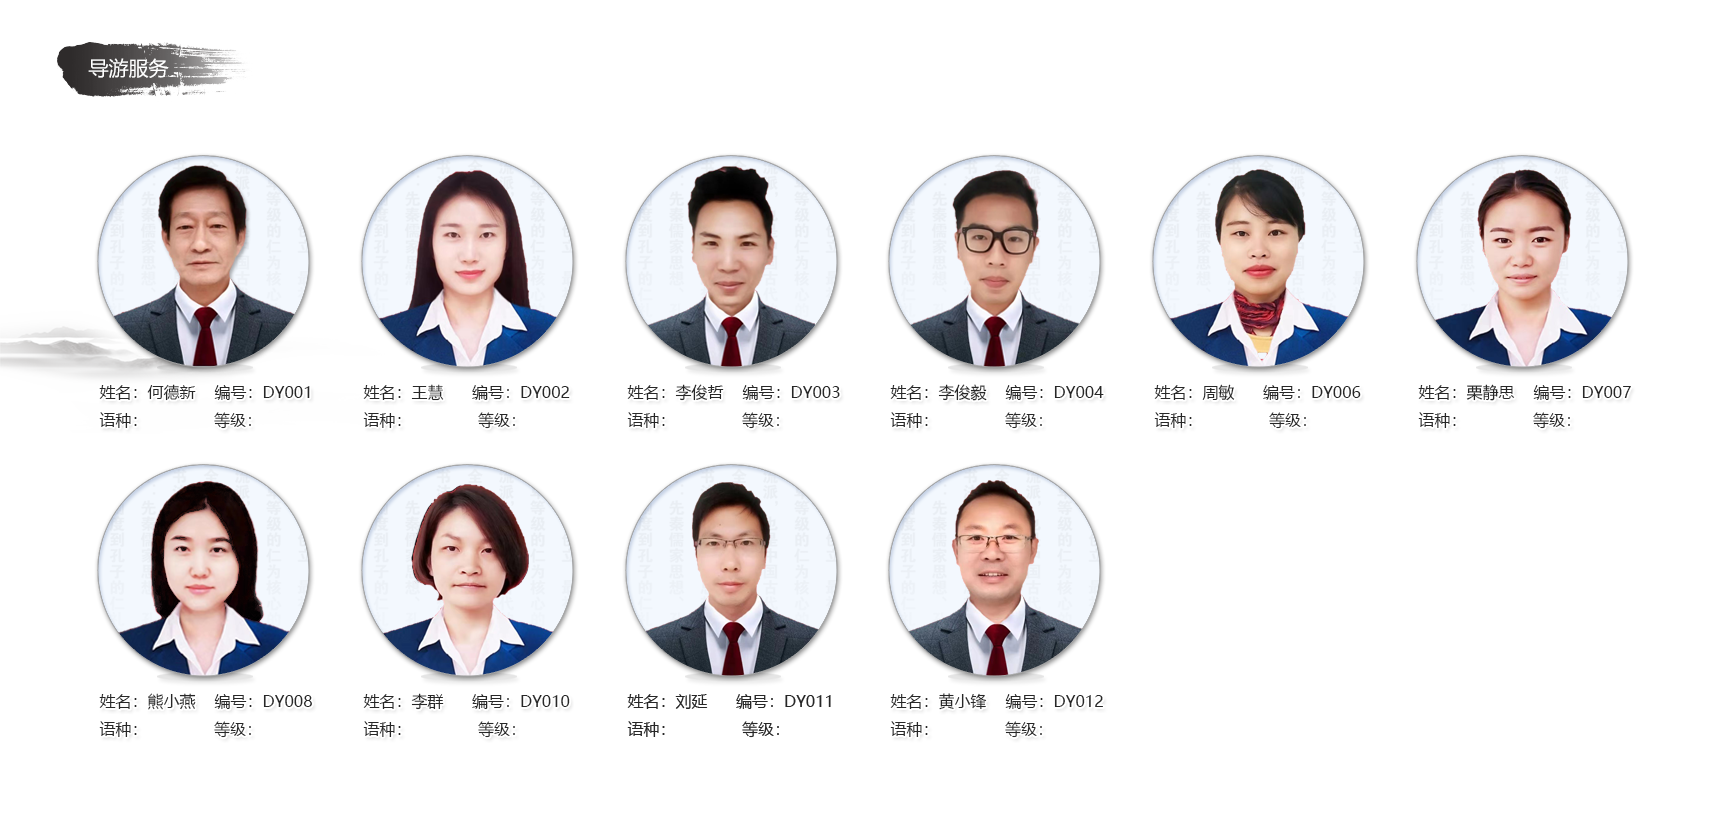 导游服务
姓名：何德新 编号：DY001
语种： 等级：
姓名：王慧 编号：DY002
语种： 等级：
姓名：李俊哲 编号：DY003
语种： 等级：
姓名：李俊毅 编号：DY004
语种： 等级：
姓名：周敏 编号：DY006
语种： 等级：
姓名：栗静思 编号：DY007
语种： 等级：
姓名：熊小燕 编号：DY008
语种： 等级：
姓名：李群 编号：DY010
语种： 等级：
姓名：刘延 编号：DY011
语种： 等级：
姓名：黄小锋 编号：DY012
语种： 等级：